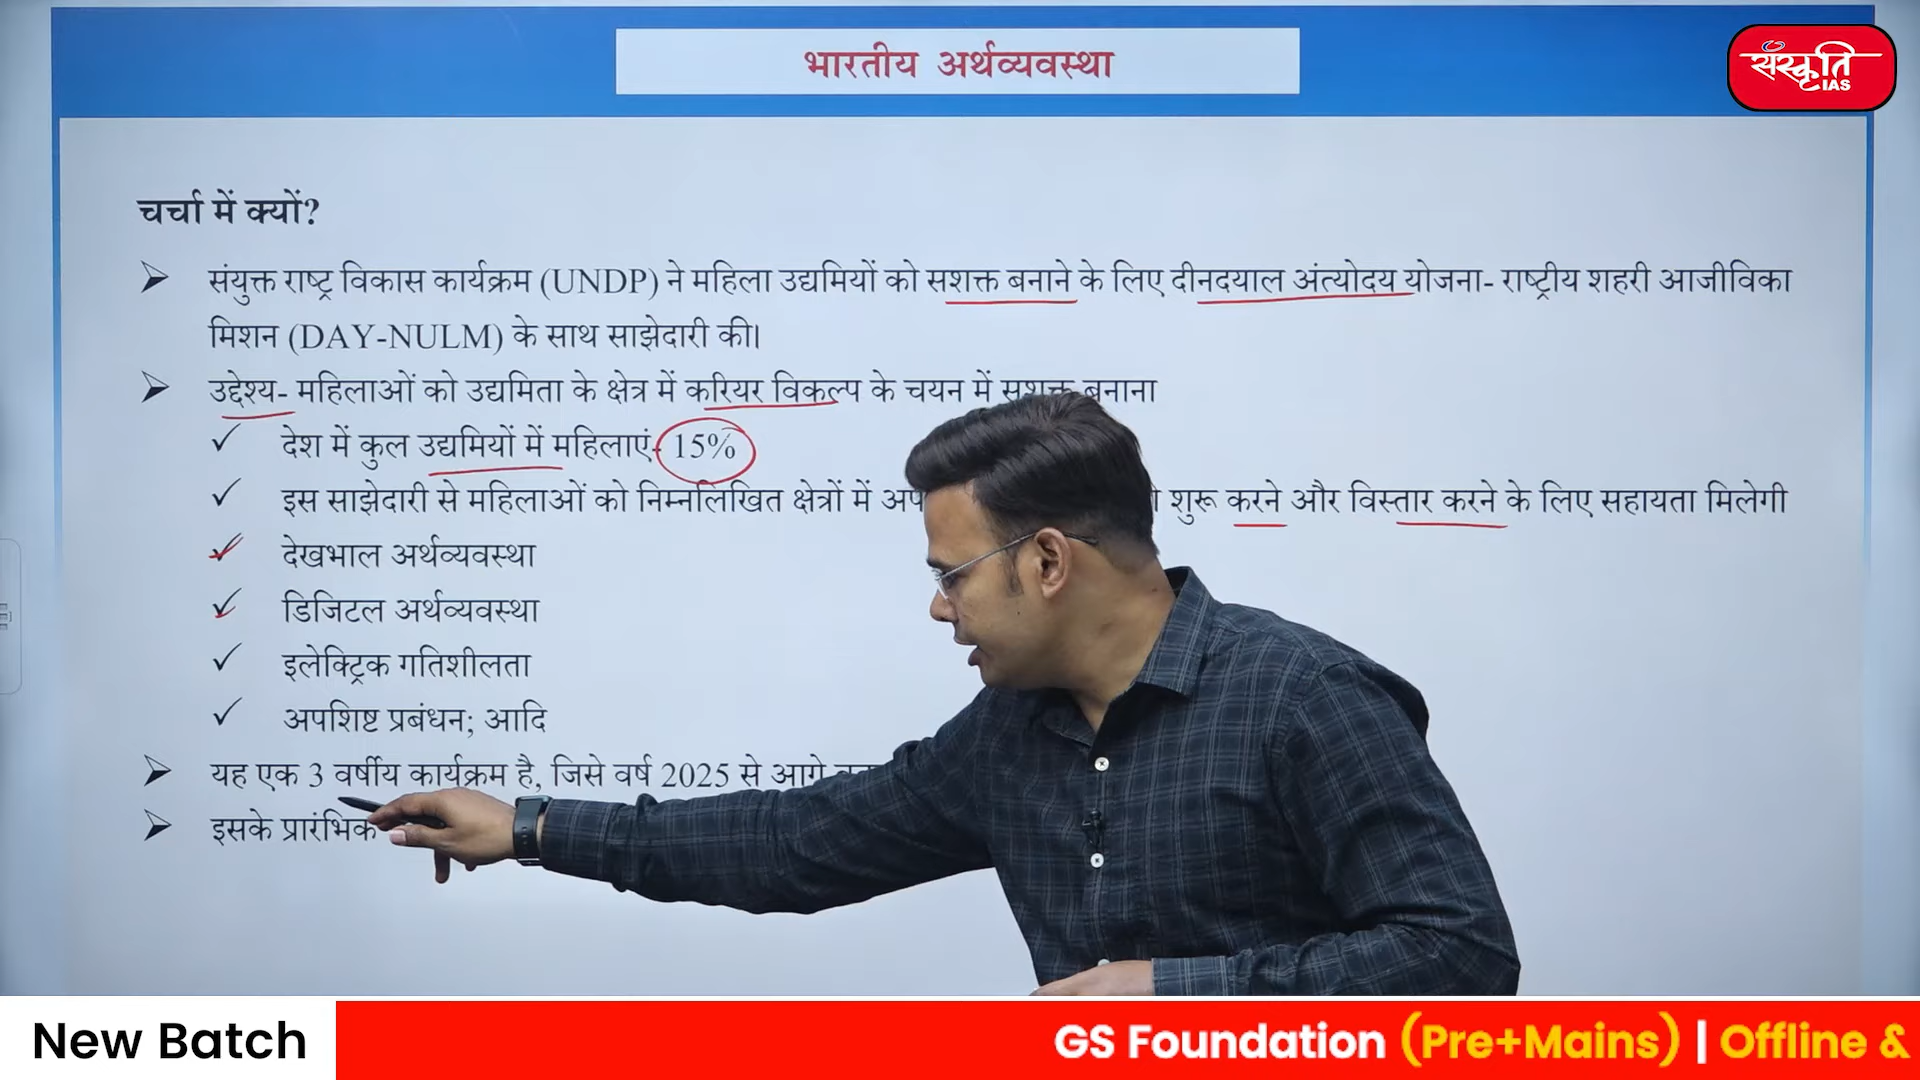 भारतीय अर्थव्यवस्था
संस्कृति
IAS
चर्चा में क्यों?
संयुक्त राष्ट्र विकास कार्यक्रम (UNDP) ने महिला उद्यमियों को सशक्त बनाने के लिए दीनदयाल अंत्योदय योजना- राष्ट्रीय शहरी आजीविका
मिशन (DAY-NULM) के साथ साझेदारी की।
उद्देश्य- महिलाओं को उद्यमिता के क्षेत्र में करियर विकल्प के चयन में सशक्त बनाना
देश में कुल उद्यमियों में महिलाएं- 15%
इस साझेदारी से महिलाओं को निम्नलिखित क्षेत्रों में शुरू करने और विस्तार करने के लिए सहायता मिलेगी
देखभाल अर्थव्यवस्था
डिजिटल अर्थव्यवस्था
इलेक्ट्रिक गतिशीलता
अपशिष्ट प्रबंधन; आदि
यह एक 3 वर्षीय कार्यक्रम है, जिसे वर्ष 2025 से आगे
इसके प्रारंभिक
New Batch
GS Foundation (Pre+Mains) | Offline &